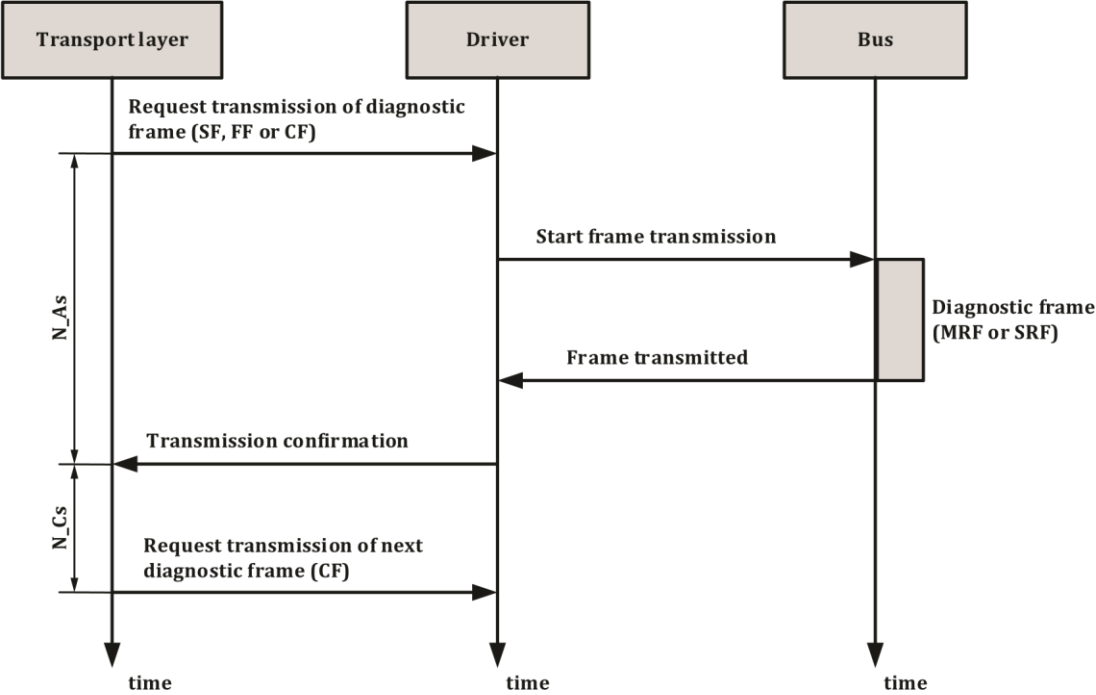 Transport layer
Driver
Bus
Request transmission of diagnostic
frame (SF, FF or CF)
Start frame transmission
N_As
Diagnostic frame
(MRF or SRF)
Frame transmitted
Transmission confirmation
N_Cs
Request transmission of next
diagnostic frame (CF)
time
time
time